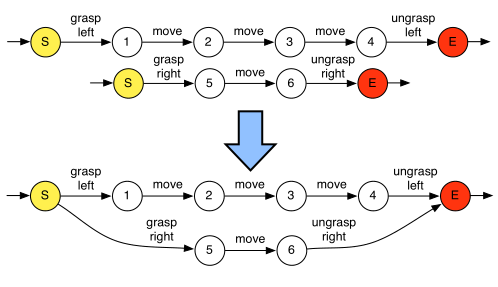 grasp
left
move
move
move
ungrasp
left
S
1
2
3
4
E
grasp
right
move
ungrasp
right
S
5
6
E
grasp
left
move
move
move
ungrasp
left
S
1
2
3
4
E
grasp
right
move
ungrasp
right
5
6